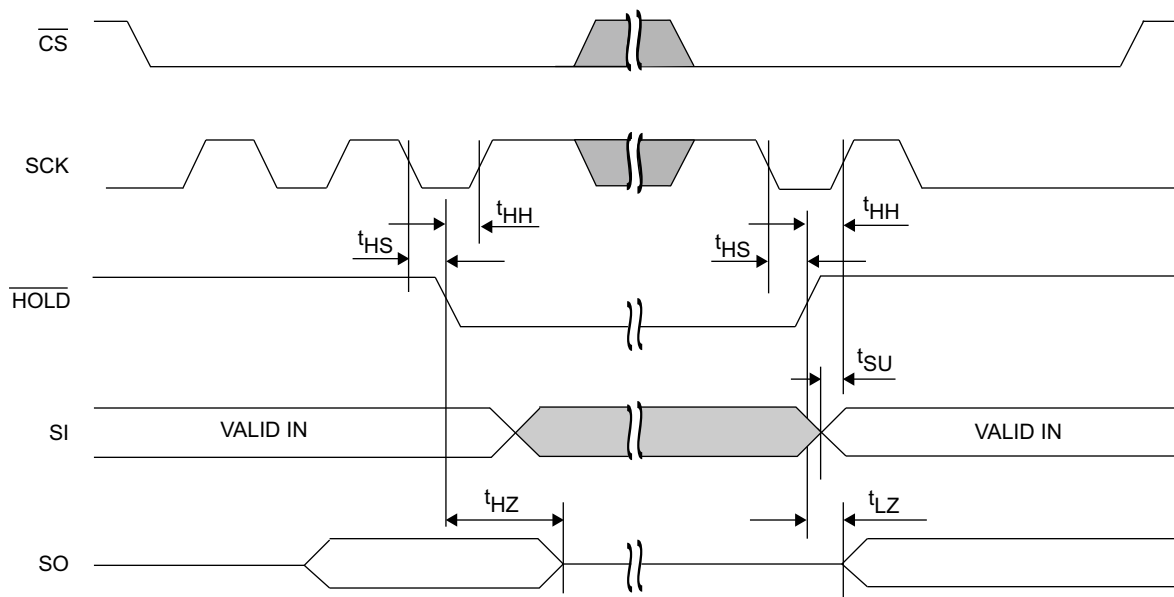 CS
SCK
tHH
tHH
tHS
tHS
HOLD
tSU
SI
VALID IN
VALID IN
tHZ
tLZ
SO